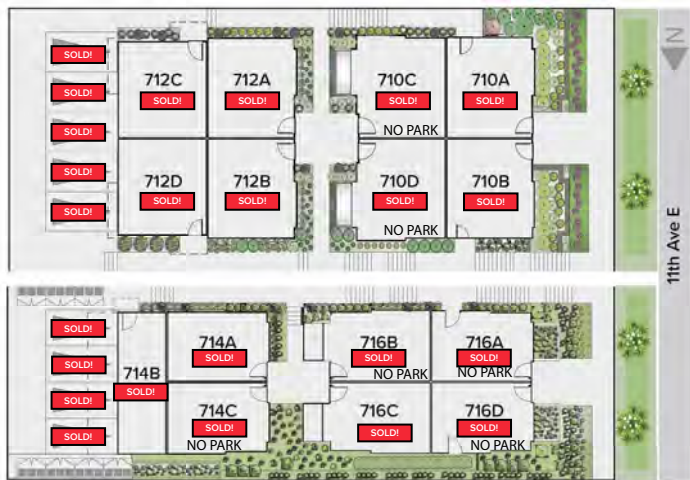 SOLD!
SOLD!
SOLD!
SOLD!
SOLD!
712C
SOLD!
712A
SOLD!
710C
SOLD!
NO PARK
710A
SOLD!
712D
SOLD!
712B
SOLD!
710D
SOLD!
NO PARK
710B
SOLD!
N
11th Ave E
SOLD!
SOLD!
SOLD!
SOLD!
714B
SOLD!
714A
SOLD!
716B
SOLD!
NO PARK
716A
SOLD!
NO PARK
714C
SOLD!
NO PARK
716C
SOLD!
716D
SOLD!
NO PARK